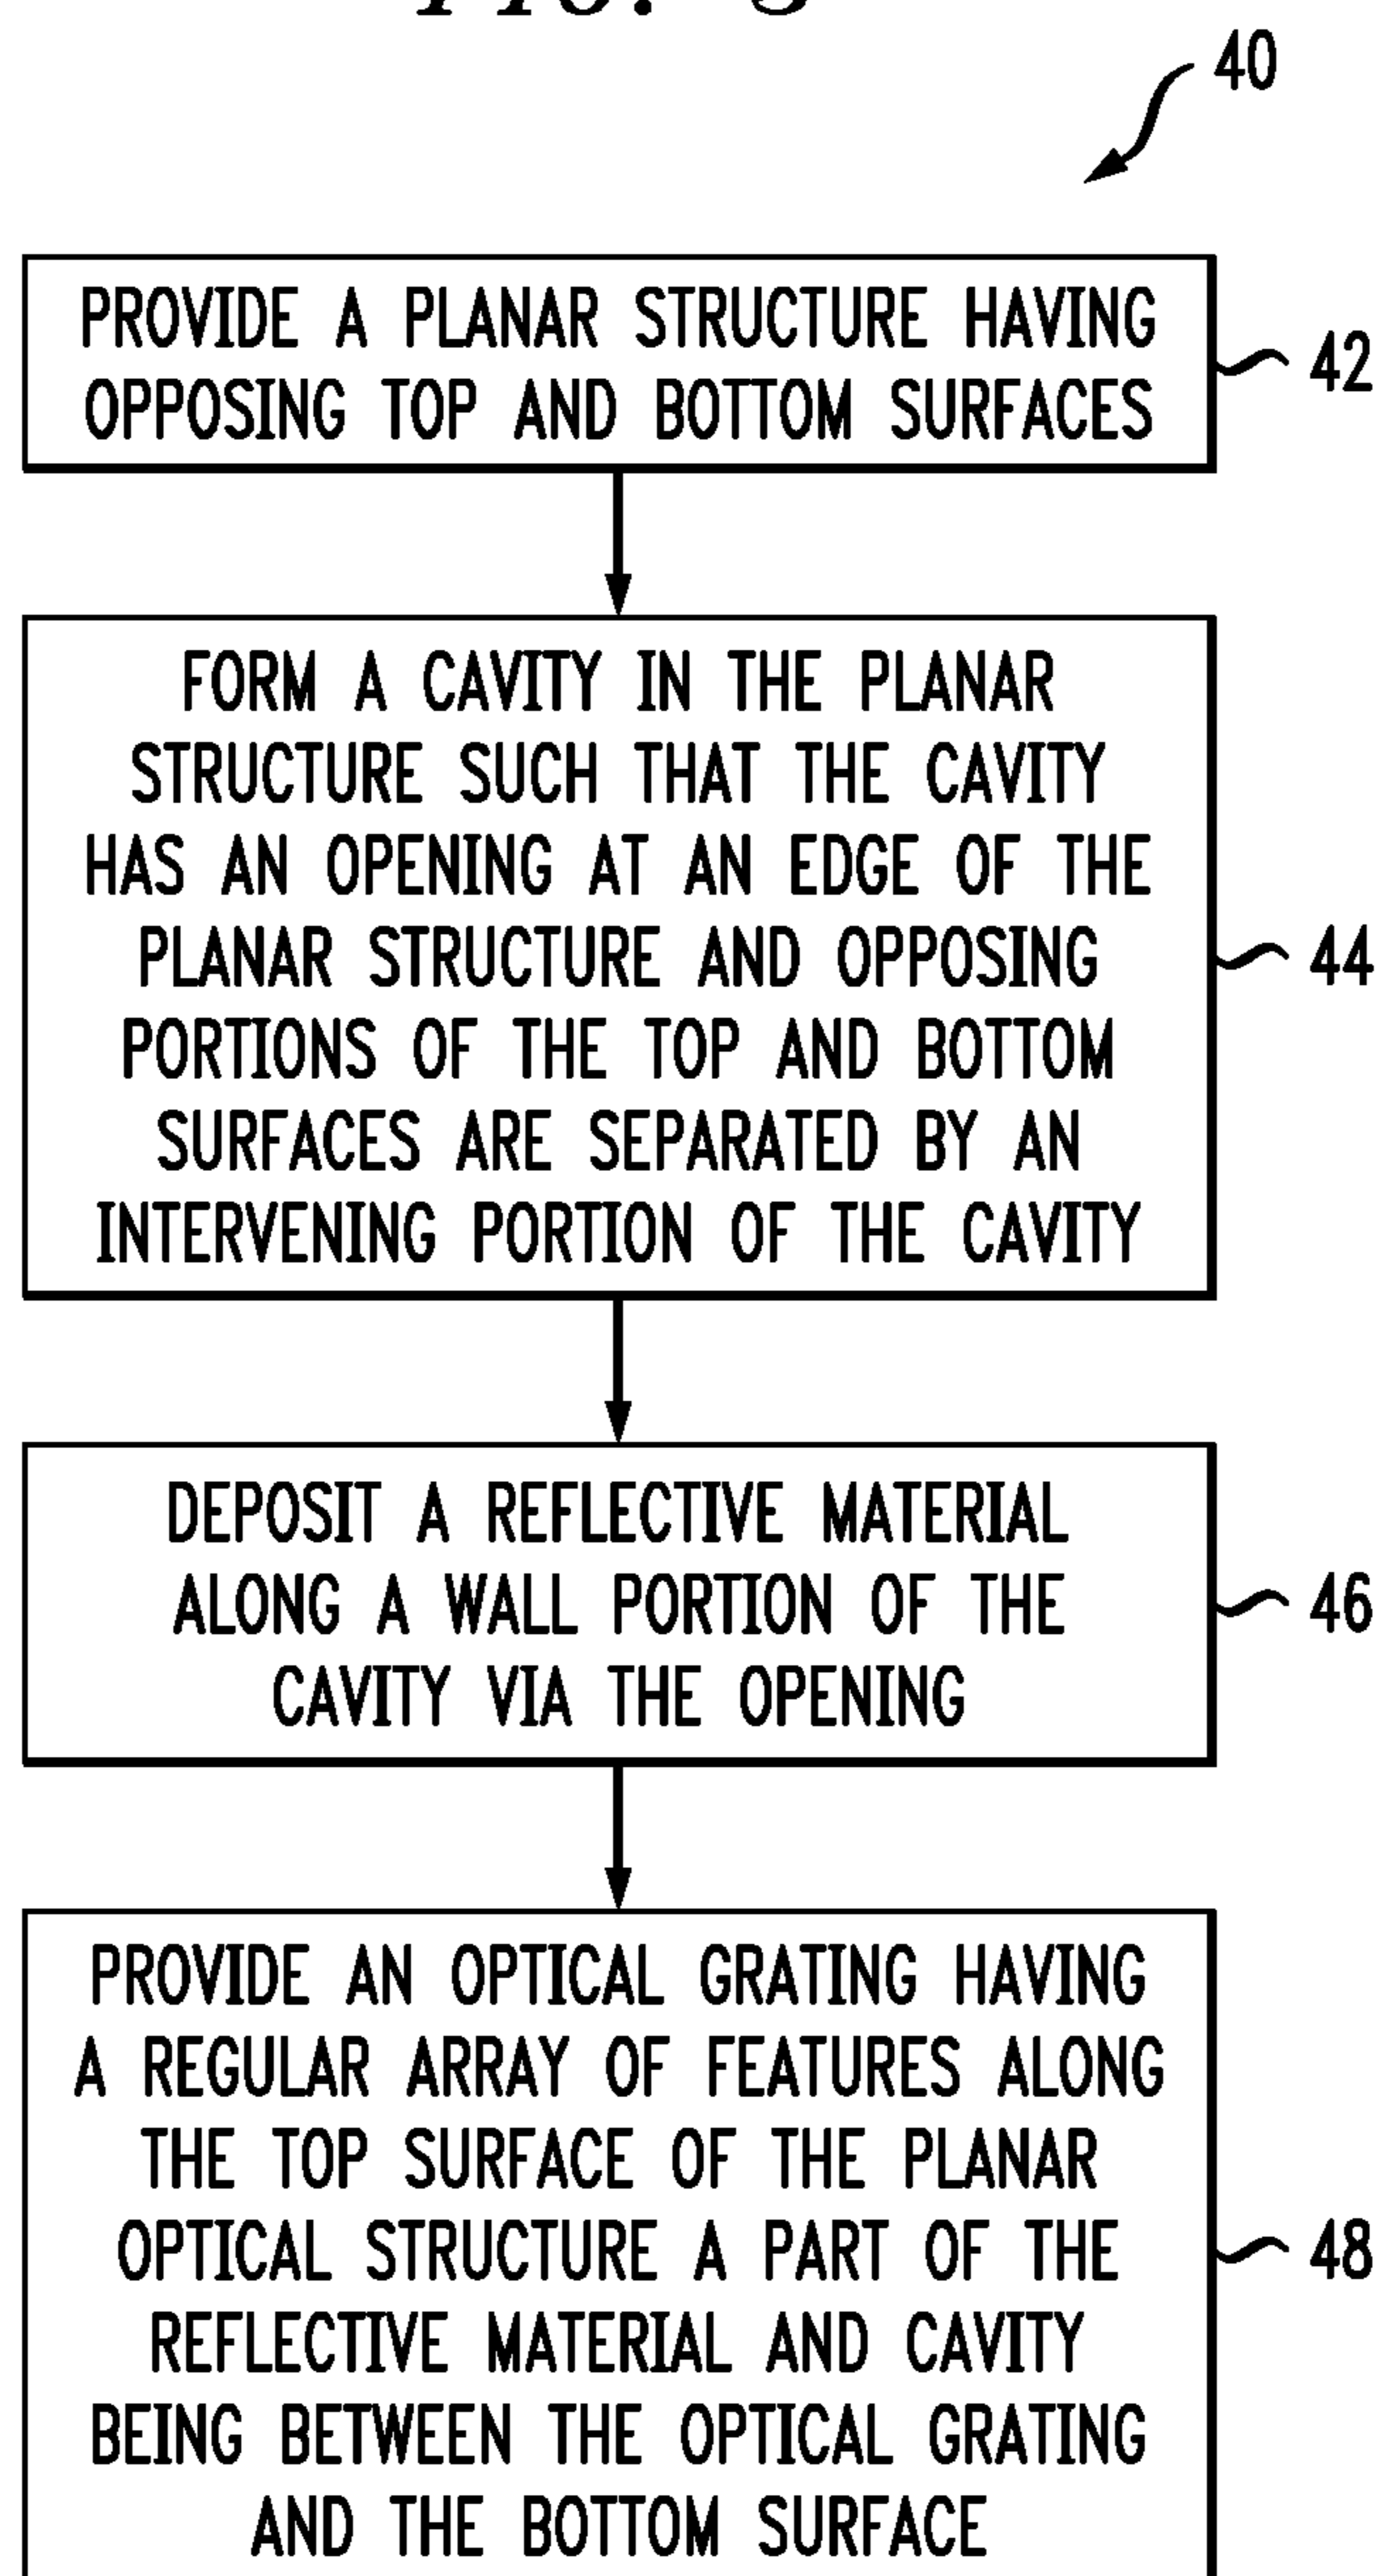 40
PROVIDE A PLANAR STRUCTURE HAVING
OPPOSING TOP AND BOTTOM SURFACES
42
FORM A CAVITY IN THE PLANAR
STRUCTURE SUCH THAT THE CAVITY
HAS AN OPENING AT AN EDGE OF THE
PLANAR STRUCTURE AND OPPOSING
PORTIONS OF THE TOP AND BOTTOM
SURFACES ARE SEPARATED BY AN
INTERVENING PORTION OF THE CAVITY
44
DEPOSIT A REFLECTIVE MATERIAL
ALONG A WALL PORTION OF THE
CAVITY VIA THE OPENING
46
PROVIDE AN OPTICAL GRATING HAVING
A REGULAR ARRAY OF FEATURES ALONG
THE TOP SURFACE OF THE PLANAR
OPTICAL STRUCTURE A PART OF THE
REFLECTIVE MATERIAL AND CAVITY
BEING BETWEEN THE OPTICAL GRATING
AND THE BOTTOM SURFACE
48